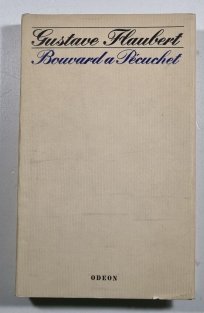 Gustave Flaubert
Bouvard a Pécuchet
ODEON